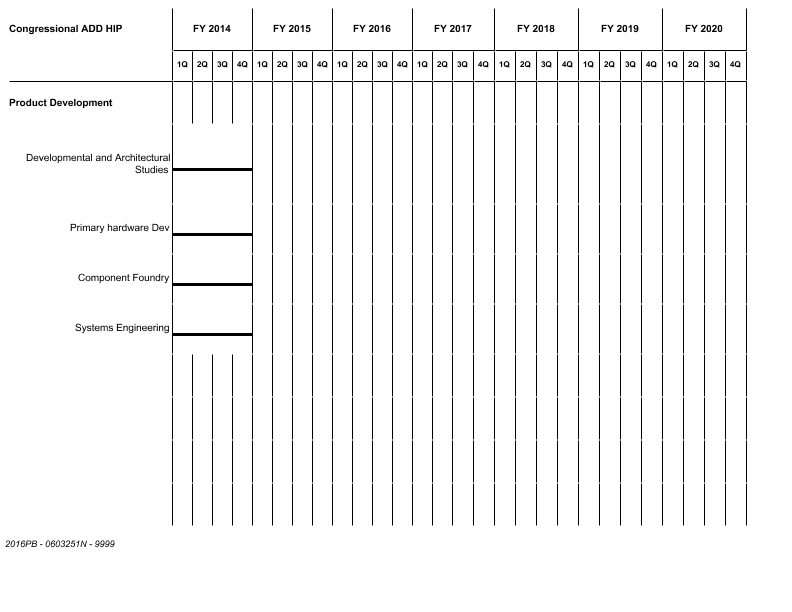 Congressional ADD HIP FY 2014 FY 2015 FY 2016 FY 2017 FY 2018 FY 2019 FY 2020
1Q 2Q 3Q 4Q 1Q 2Q 3Q 4Q 1Q 2Q 3Q 4Q 1Q 2Q 3Q 4Q 1Q 2Q 3Q 4Q 1Q 2Q 3Q 4Q 1Q 2Q 3Q 4Q
Product Development
Developmental and Architectural
Studies
Primary hardware Dev
Component Foundry
Systems Engineering
2016PB - 0603251N - 9999